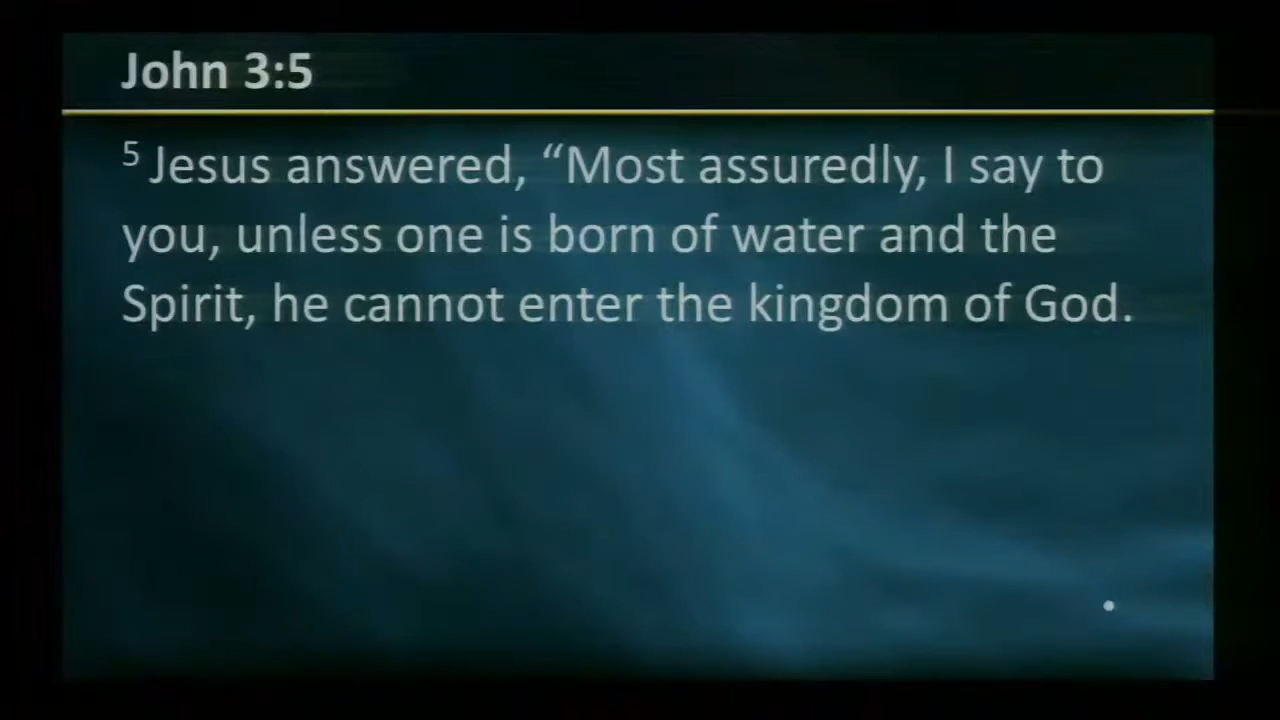 John 3:5
5 Jesus answered, “Most assuredly, I say to
you, unless one is born of water and the
Spirit, he cannot enter the kingdom of God.